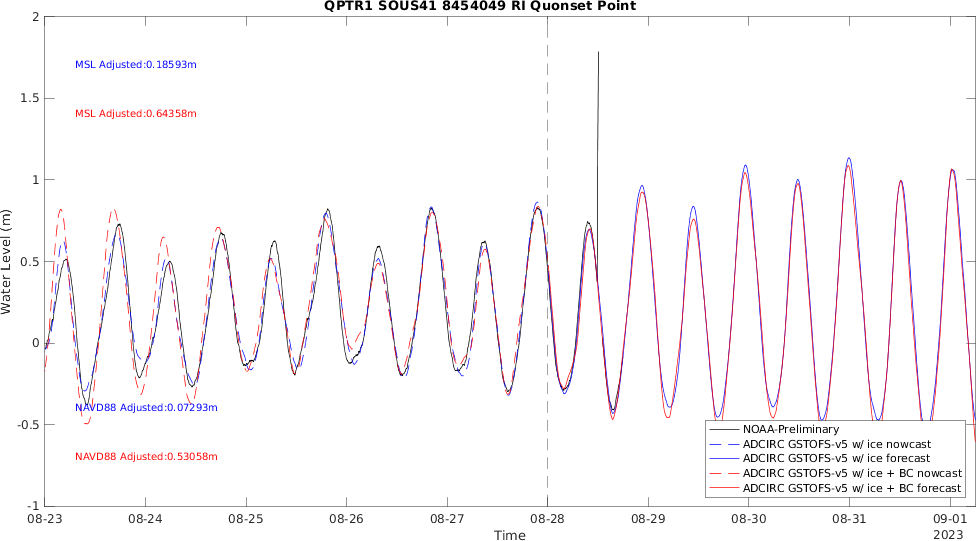 QPTR1 SOUS41 8454049 RI Quonset Point
2
1.5
1
0.5
0
-0.5
-1
Water Level (m)
MSL Adjusted:0.18593m
MSL Adjusted:0.64358m
NAVD88 Adjusted:0.07293m
NAVD88 Adjusted:0.53058m
NOAA-Preliminary
ADCIRC GSTOFS-v5 w/ ice nowcast
ADCIRC GSTOFS-v5 w/ ice forecast
ADCIRC GSTOFS-v5 w/ice + BC nowcast
ADCIRC GSTOFS-v5 w/ice + BC forecast
08-23 08-24 08-25 08-26 08-27 08-28 08-29 08-30 08-31 09-01
Time
2023